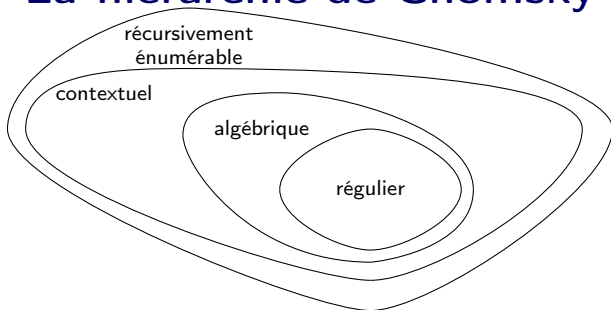 La hiérarchie de Chomsky
récursivement
énumérable
contextuel
algébrique
régulier